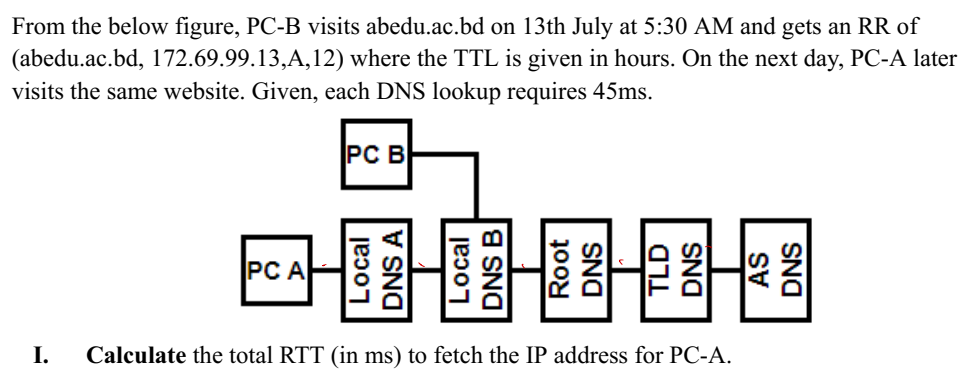 From the below figure, PC-B visits abedu.ac.bd on 13th July at 5:30 AM and gets an RR of
(abedu.ac.bd, 172.69.99.13,A,12) where the TTL is given in hours. On the next day, PC-A later
visits the same website. Given, each DNS lookup requires 45ms.
PC B
PC A
Local
DNS A
Local
DNS B
Root
DNS
TLD
DNS
AS
DNS
I. Calculate the total RTT (in ms) to fetch the IP address for PC-A.